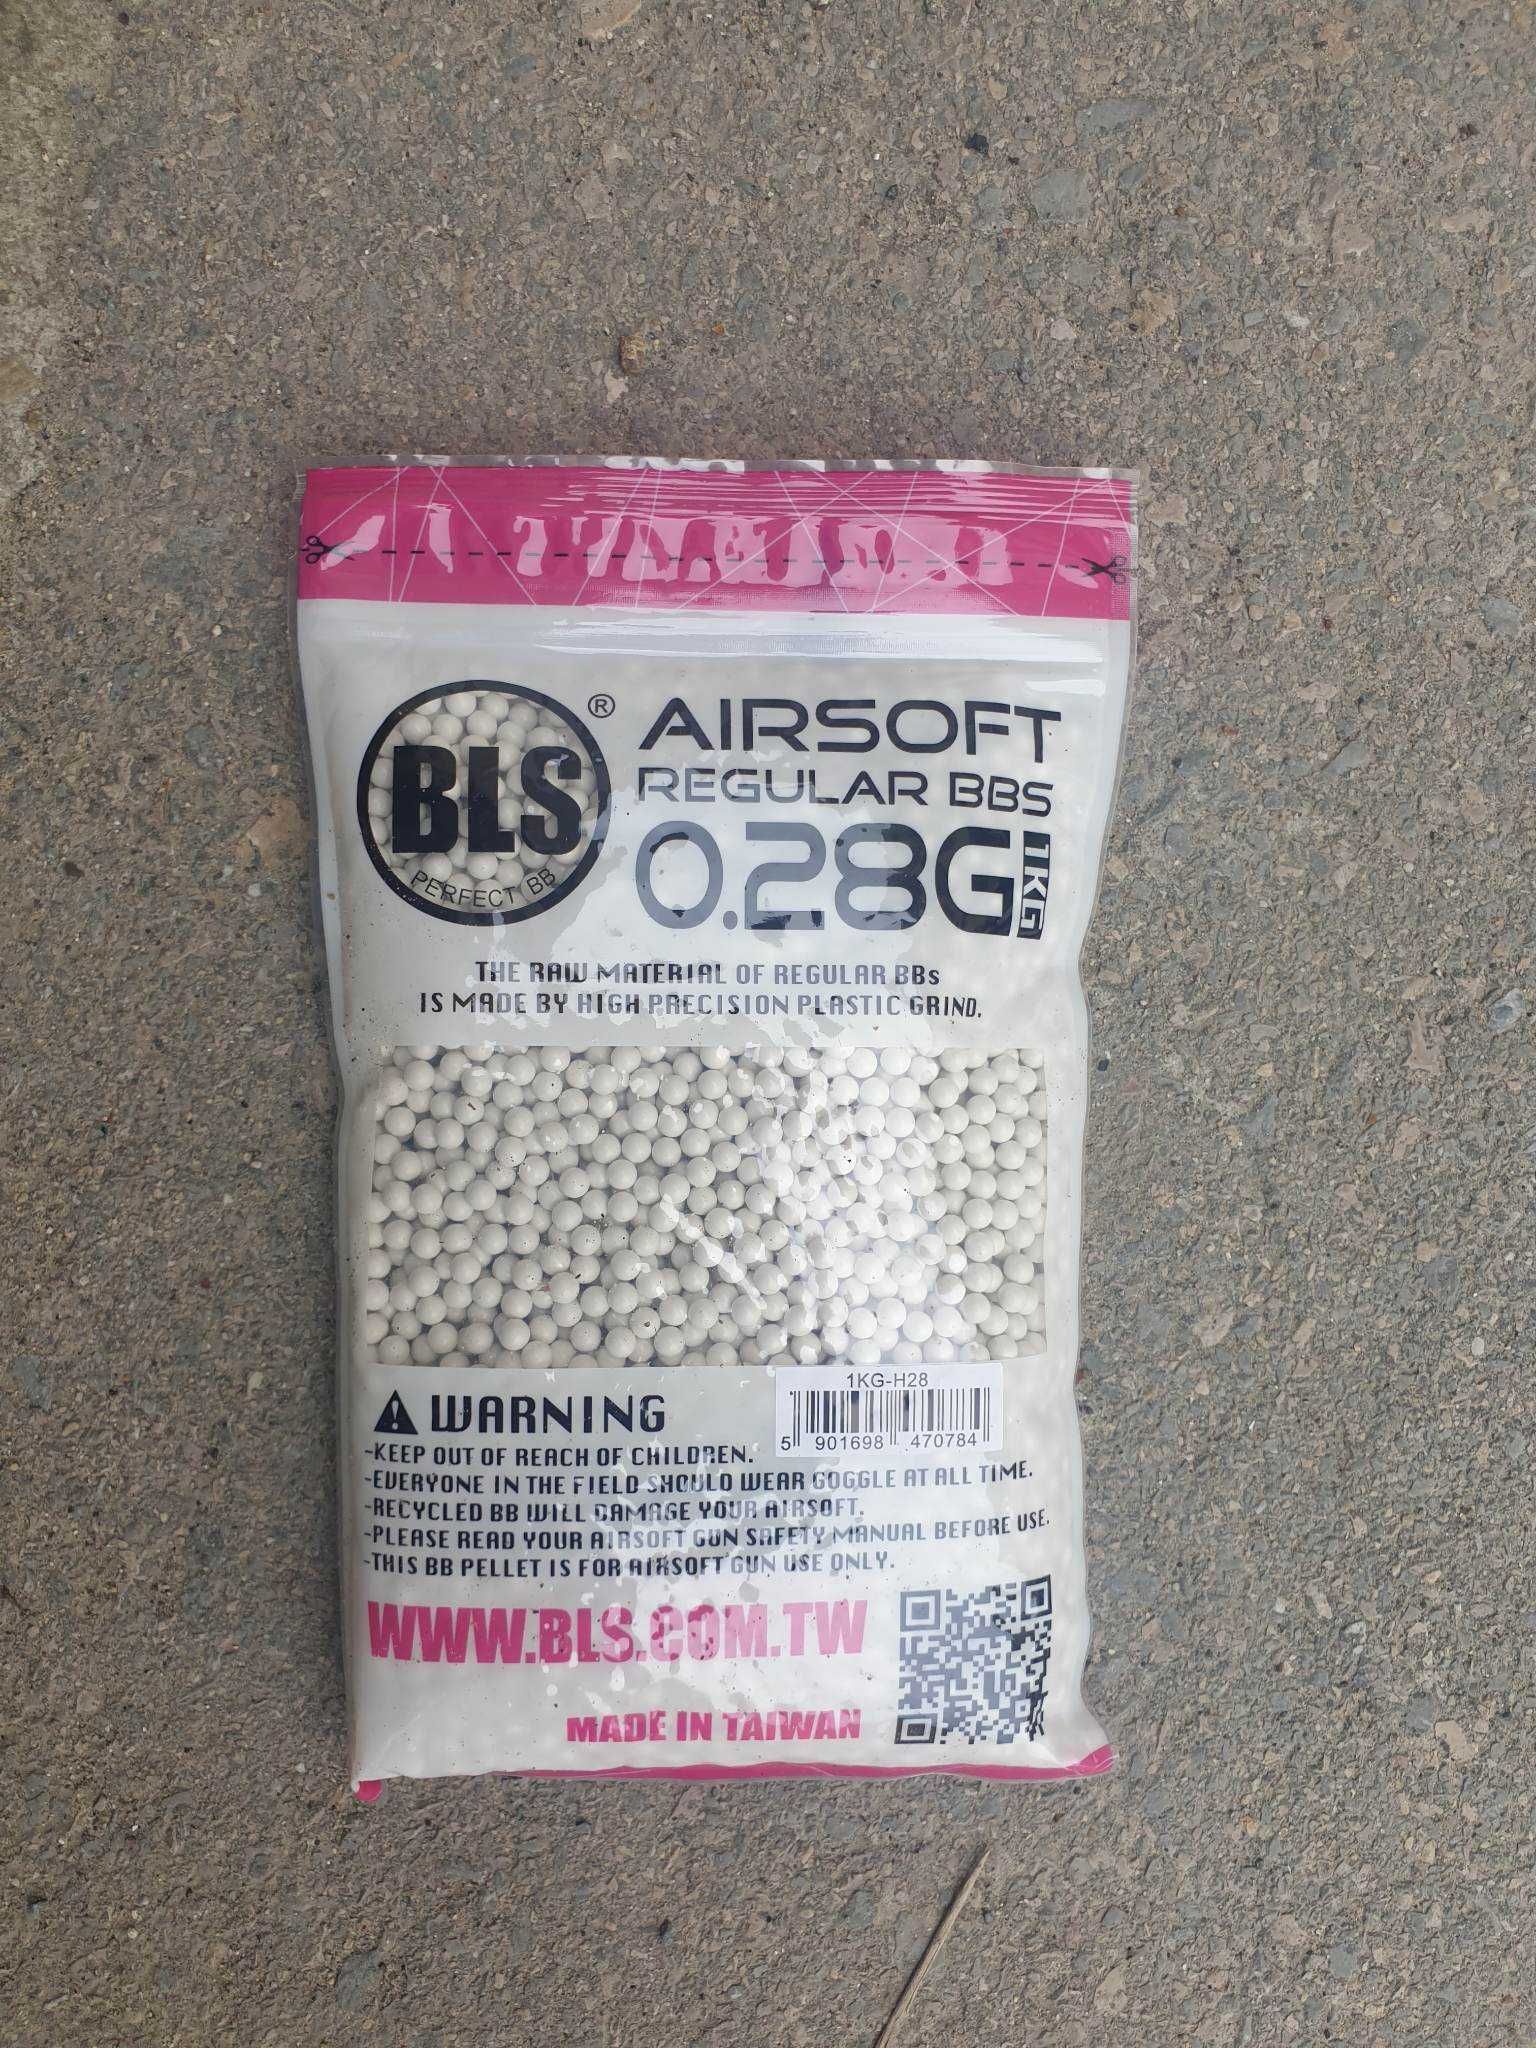 BLS
PERFECT BB
®
AIRSOFT
REGULAR BBS
0.28G
1KG
THE RAW MATERIAL OF REGULAR BBs
IS MADE BY HIGH PRECISION PLASTIC GRIND.
1KG-H28
5 901698 470784
WARNING
-KEEP OUT OF REACH OF CHILDREN.
-EVERYONE IN THE FIELD SHOULD WEAR GOGGLE AT ALL TIME.
-RECYCLED BB WILL DAMAGE YOUR AIRSOFT.
-PLEASE READ YOUR AIRSOFT GUN SAFETY MANUAL BEFORE USE.
-THIS BB PELLET IS FOR AIRSOFT GUN USE ONLY.
WWW.BLS.COM.TW
MADE IN TAIWAN